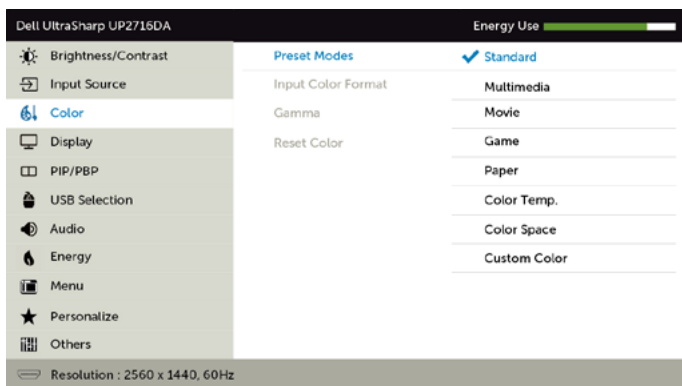 Dell UltraSharp UP2716DA
Energy Use
Brightness/Contrast
Input Source
Color
Display
PIP/PBP
USB Selection
Audio
Energy
Menu
Personalize
Others
Preset Modes
Input Color Format
Gamma
Reset Color
Standard
Multimedia
Movie
Game
Paper
Color Temp.
Color Space
Custom Color
Resolution : 2560 x 1440, 60Hz